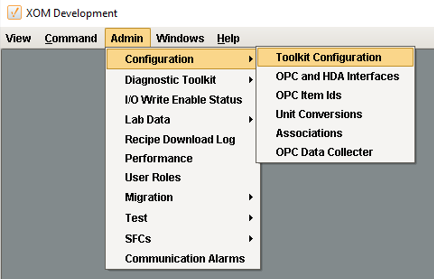 XOM Development
View Command Admin Windows Help
Configuration
Diagnostic Toolkit
I/O Write Enable Status
Lab Data
Recipe Download Log
Performance
User Roles
Migration
Test
SFCs
Communication Alarms
Toolkit Configuration
OPC and HDA Interfaces
OPC Item Ids
Unit Conversions
Associations
OPC Data Collecter